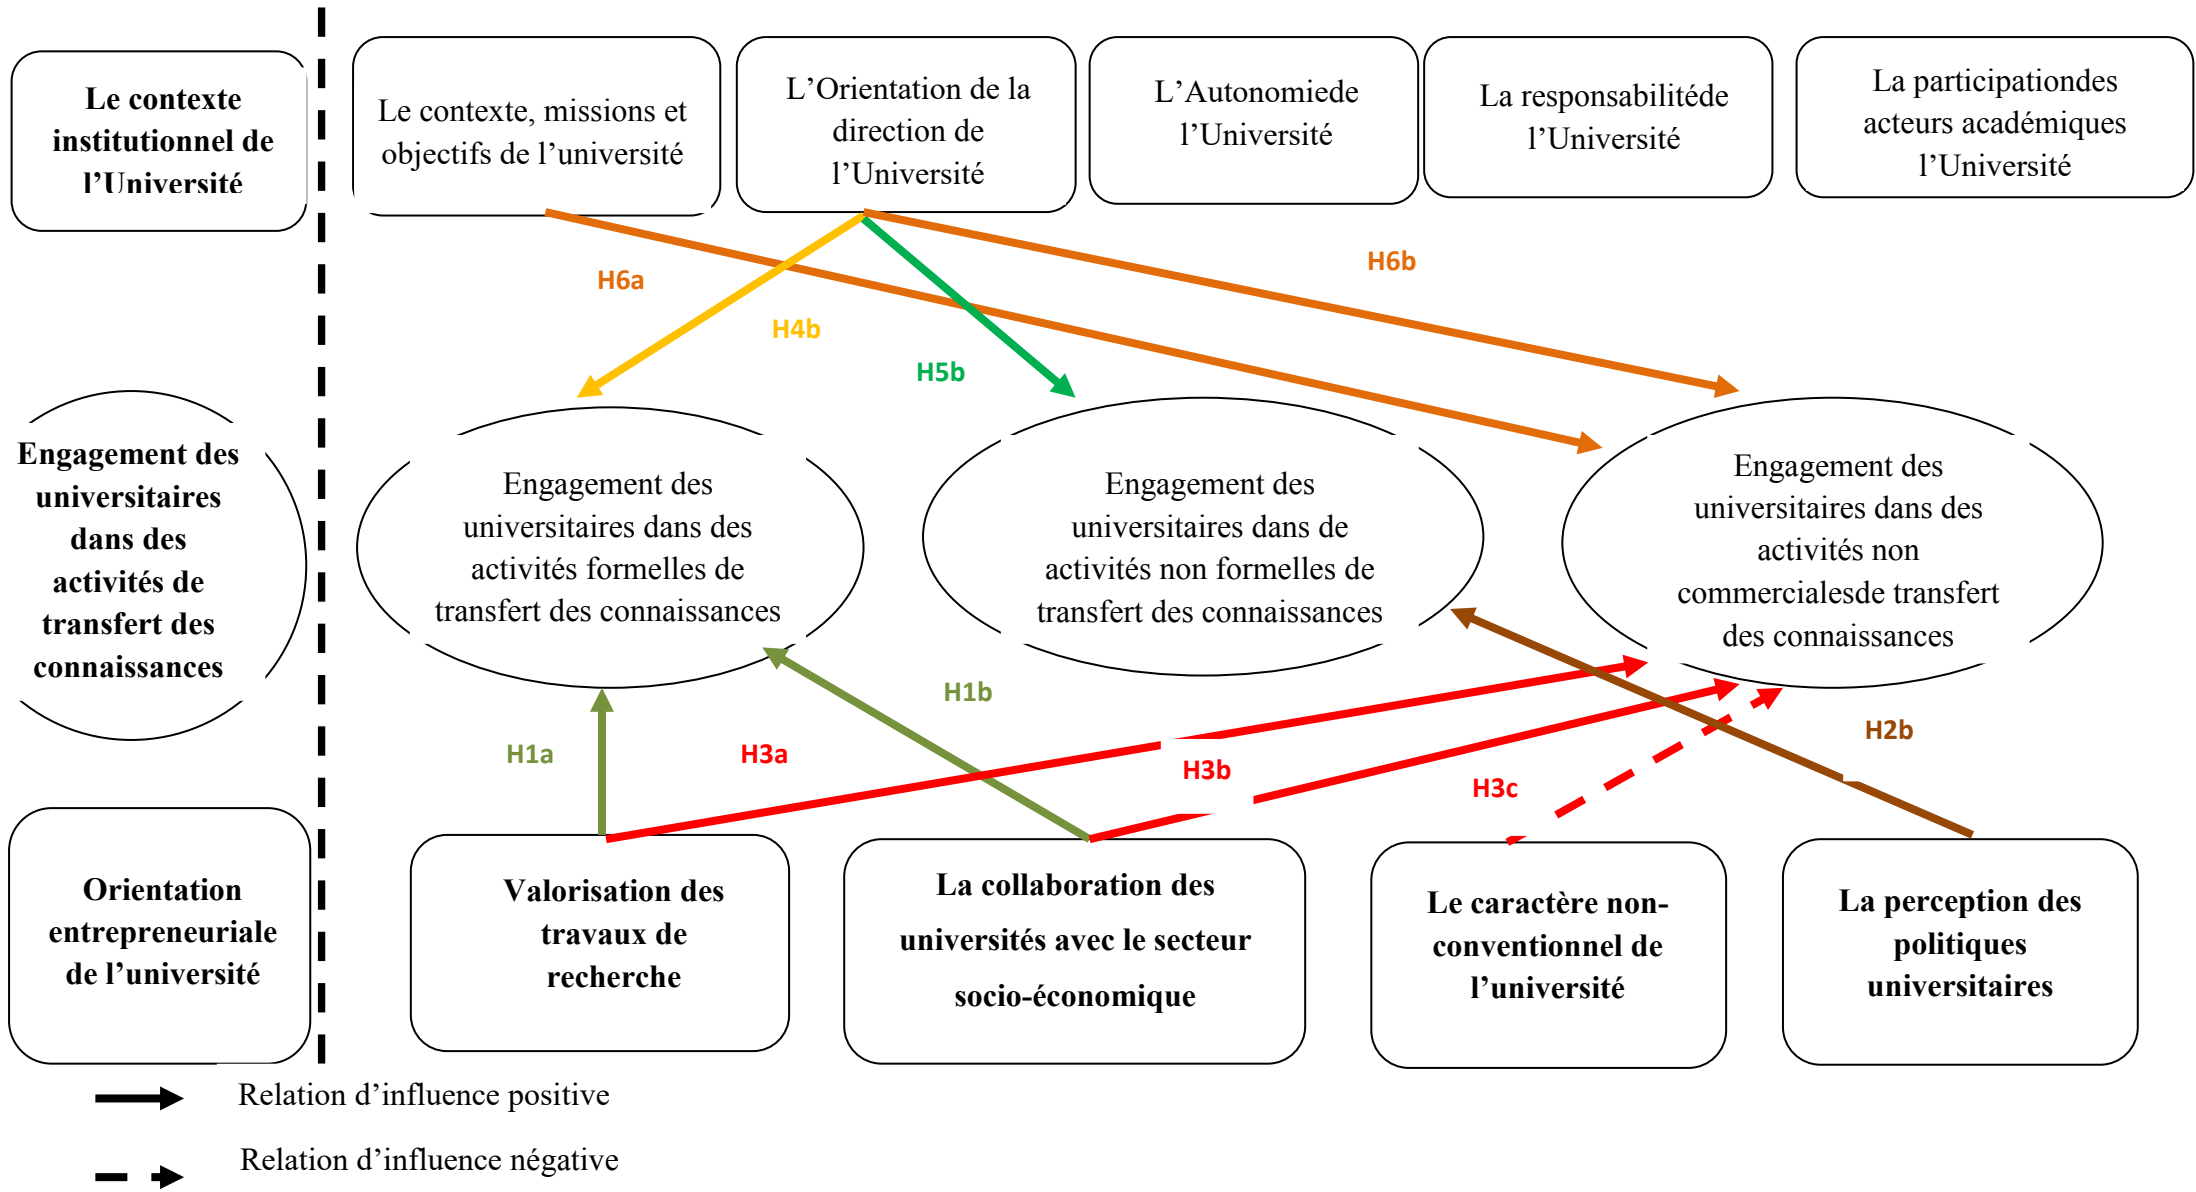 Le contexte
institutionnel de
l’Université
Le contexte, missions et
objectifs de l’université
L’Orientation de la
direction de
l’Université
L’Autonomiede
l’Université
La responsabilitéde
l’Université
La participationdes
acteurs académiques
l’Université
H6a
H6b
H4b
H5b
Engagement des
universitaires
dans des
activités de
transfert des
connaissances
Engagement des
universitaires dans des
activités formelles de
transfert des connaissances
Engagement des
universitaires dans de
activités non formelles de
transfert des connaissances
Engagement des
universitaires dans des
activités non
commercialesde transfert
des connaissances
H1a
H3a
H1b
H3b
H3c
H2b
Orientation
entrepreneuriale
de l’université
Valorisation des
travaux de
recherche
La collaboration des
universités avec le secteur
socio-économique
Le caractère non-
conventionnel de
l’université
La perception des
politiques
universitaires
Relation d’influence positive
Relation d’influence négative